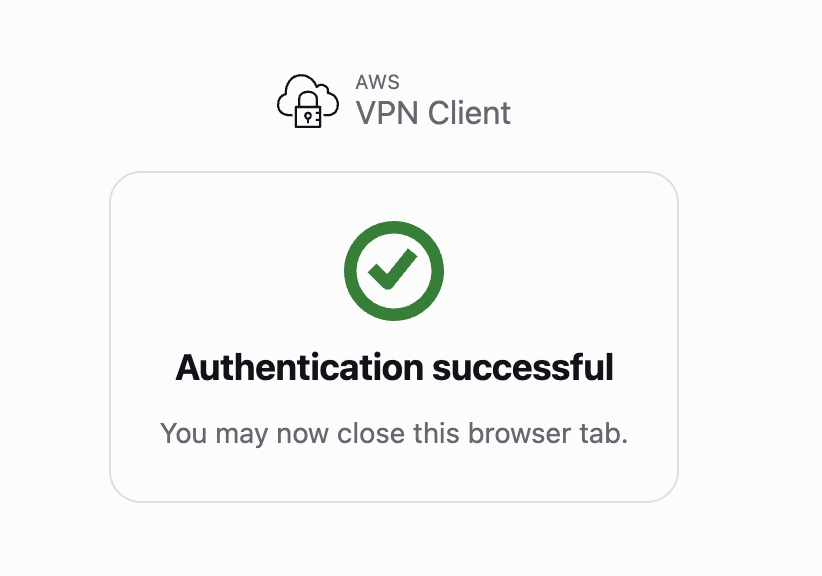 AWS
VPN Client
Authentication successful
You may now close this browser tab.